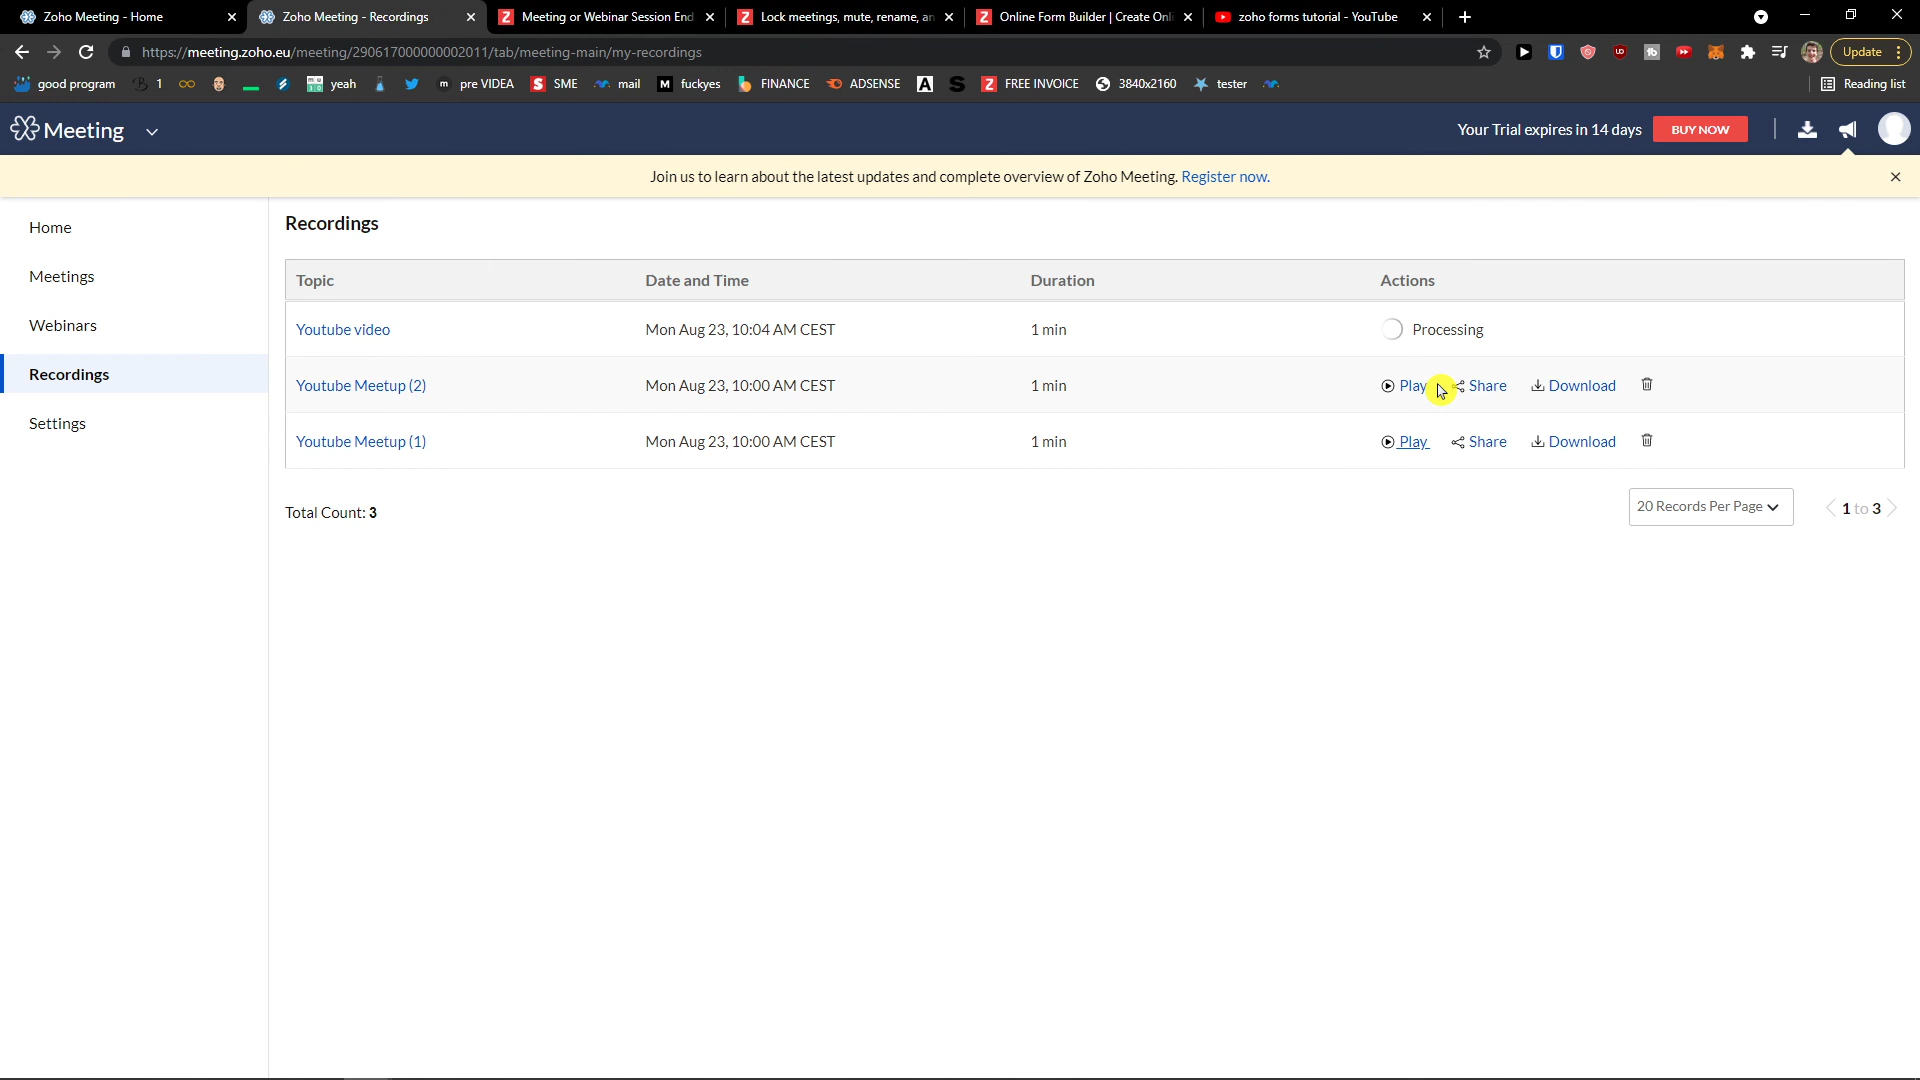 Zoho Meeting - Home
Zoho Meeting - Recordings
Meeting or Webinar Session End
Lock meetings, mute, rename, an
Online Form Builder | Create Onli
zoho forms tutorial - YouTube
https://meeting.zoho.eu/meeting/290617000000002011/tab/meeting-main/my-recordings
Update
good program
1
yeah
pre VIDEA
SME
mail
fuckyes
FINANCE
ADSENSE
FREE INVOICE
3840x2160
tester
Reading list
Meeting
Your Trial expires in 14 days
BUY NOW
Join us to learn about the latest updates and complete overview of Zoho Meeting. Register now.
Home
Meetings
Webinars
Recordings
Settings
Recordings
Topic Date and Time Duration Actions
Youtube video Mon Aug 23, 10:04 AM CEST 1 min Processing
Youtube Meetup (2) Mon Aug 23, 10:00 AM CEST 1 min Play Share Download
Youtube Meetup (1) Mon Aug 23, 10:00 AM CEST 1 min Play Share Download
Total Count: 3
20 Records Per Page
1 to 3